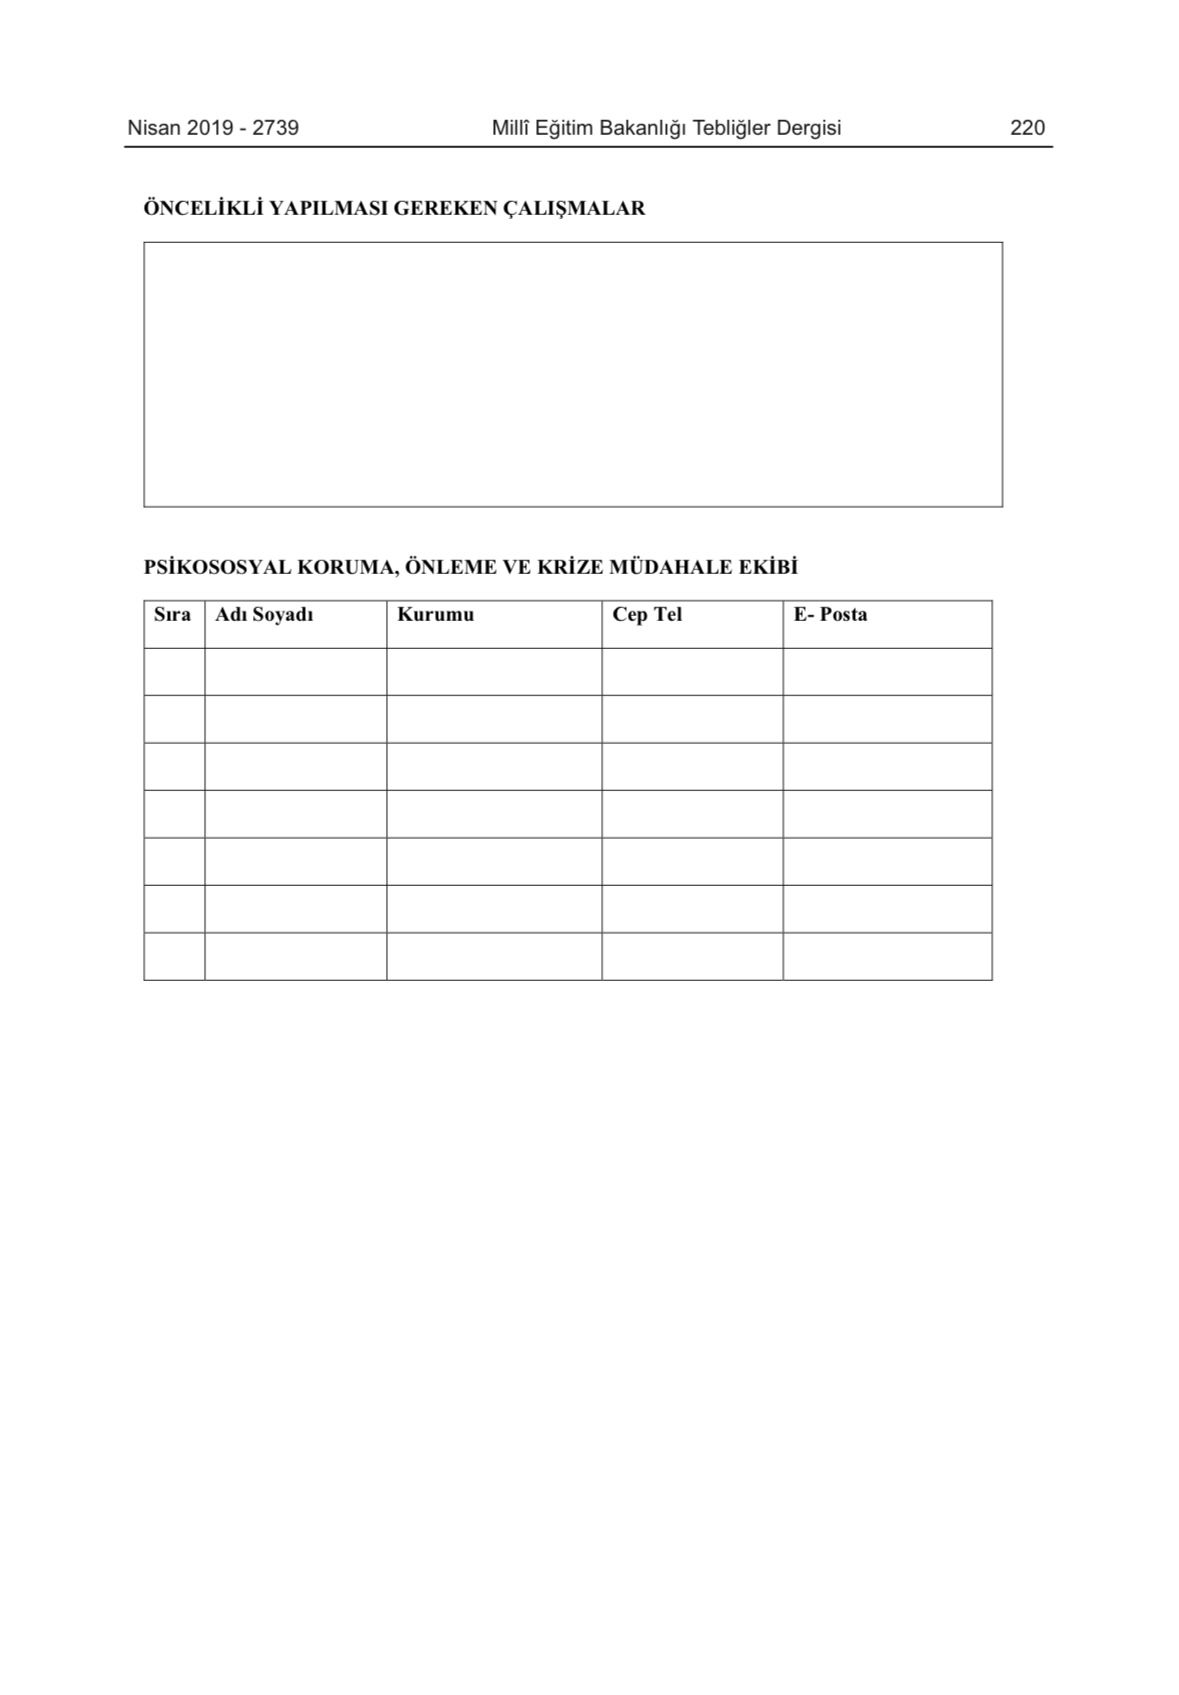 Nisan 2019 - 2739 Millî Eğitim Bakanlığı Tebliğler Dergisi 220
ÖNCELİKLİ YAPILMASI GEREKEN ÇALIŞMALAR
PSİKOSOSYAL KORUMA, ÖNLEME VE KRİZE MÜDAHALE EKİBİ
Sıra Adı Soyadı Kurumu Cep Tel E- Posta